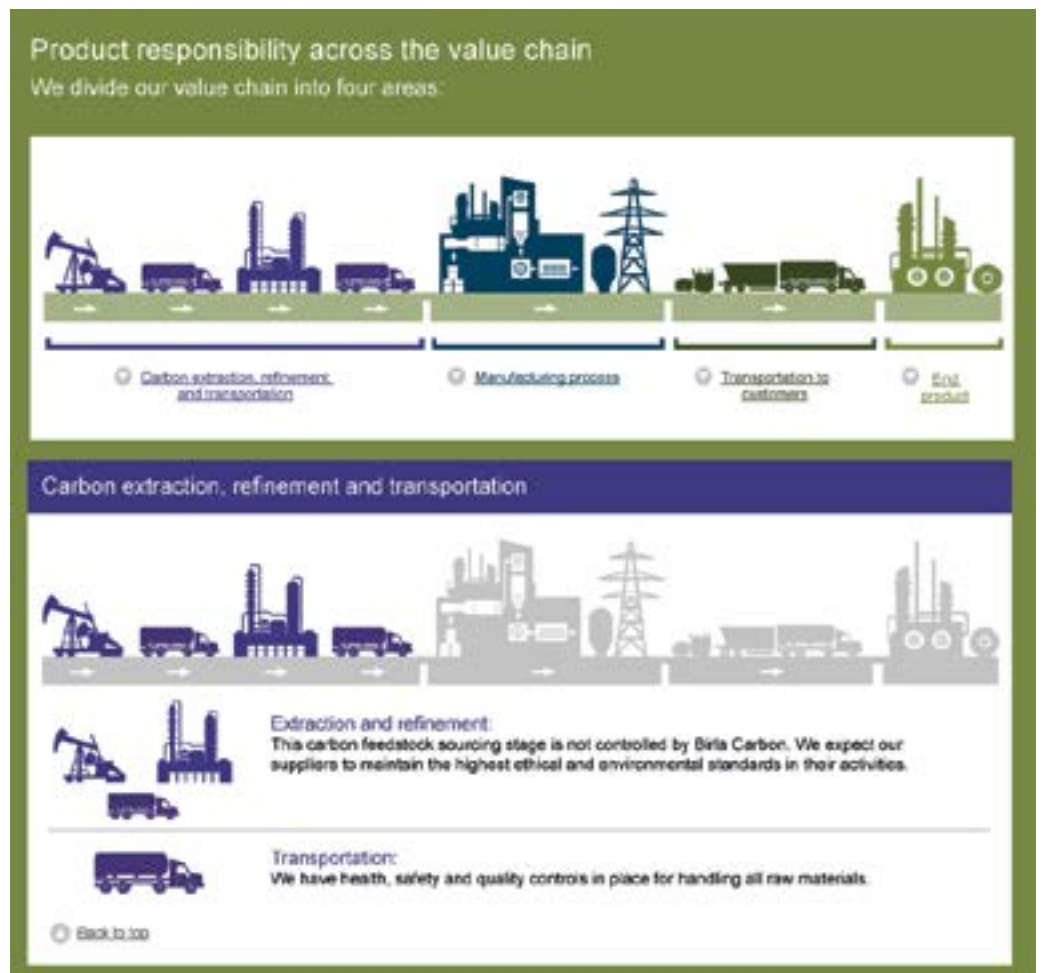 Product responsibility across the value chain
We divide our value chain into four areas:
Carbon extraction, refinement
and transportation
Manufacturing process
Transportation to
customers
End
product
Carbon extraction, refinement and transportation
Extraction and refinement:
This carbon feedstock sourcing stage is not controlled by Birla Carbon. We expect our
suppliers to maintain the highest ethical and environmental standards in their activities.
Transportation:
We have health, safety and quality controls in place for handling all raw materials.
Back to top